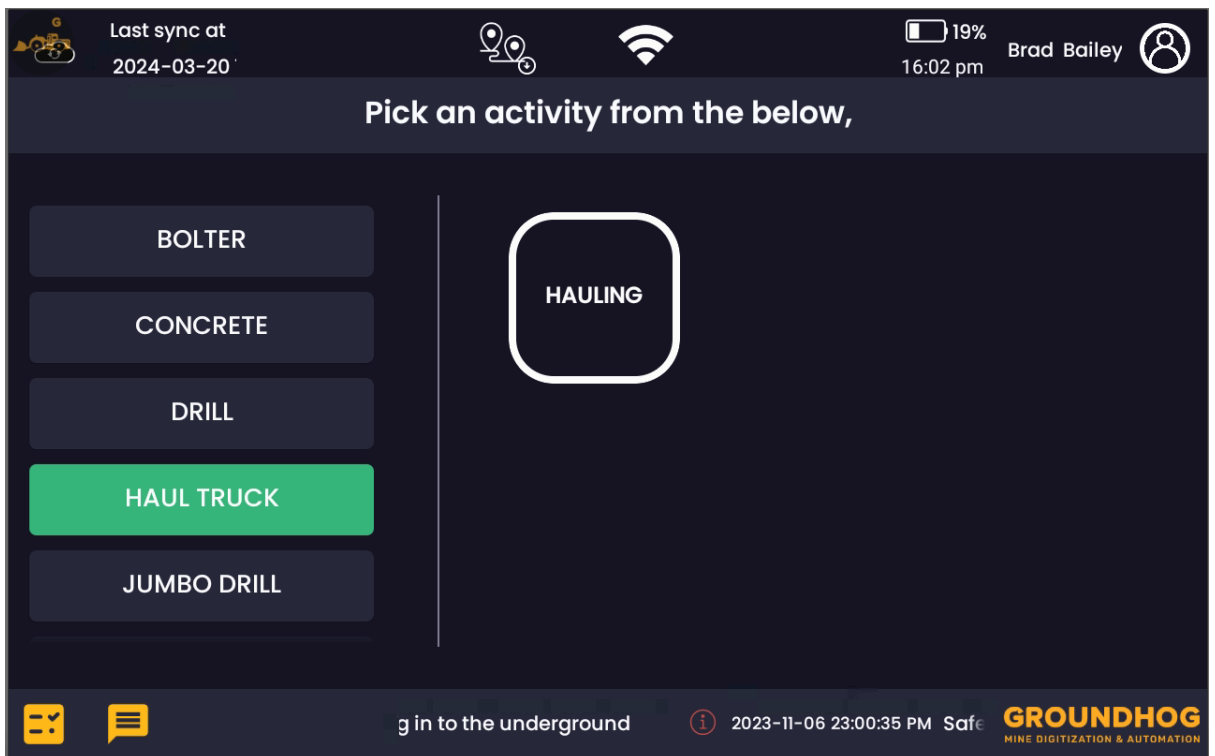 G
Last sync at
2024-03-20
19%
16:02 pm
Brad Bailey
Pick an activity from the below,
BOLTER
CONCRETE
DRILL
HAUL TRUCK
JUMBO DRILL
HAULING
g in to the underground
2023-11-06 23:00:35 PM Safe
GROUNDHOG
MINE DIGITIZATION & AUTOMATION